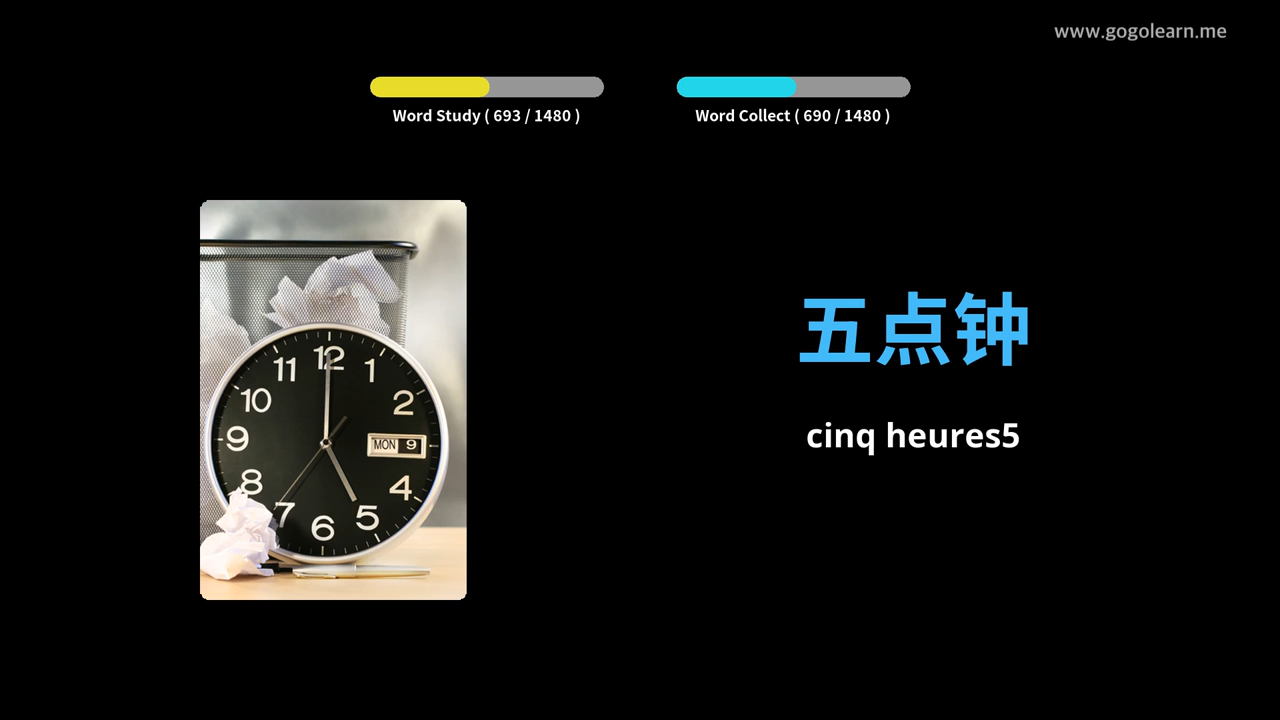 www.gogolearn.me
Word Study ( 693 / 1480 )
Word Collect ( 690 / 1480 )
五点钟
cinq heures5
12
11
1
10
2
9
MON 9
8
4
7
5
6